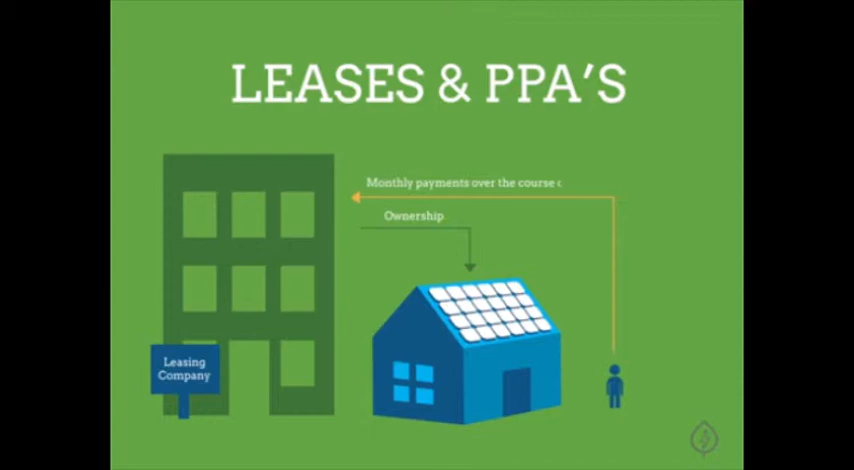 LEASES & PPA'S
Monthly payments over the course
Ownership
Leasing
Company